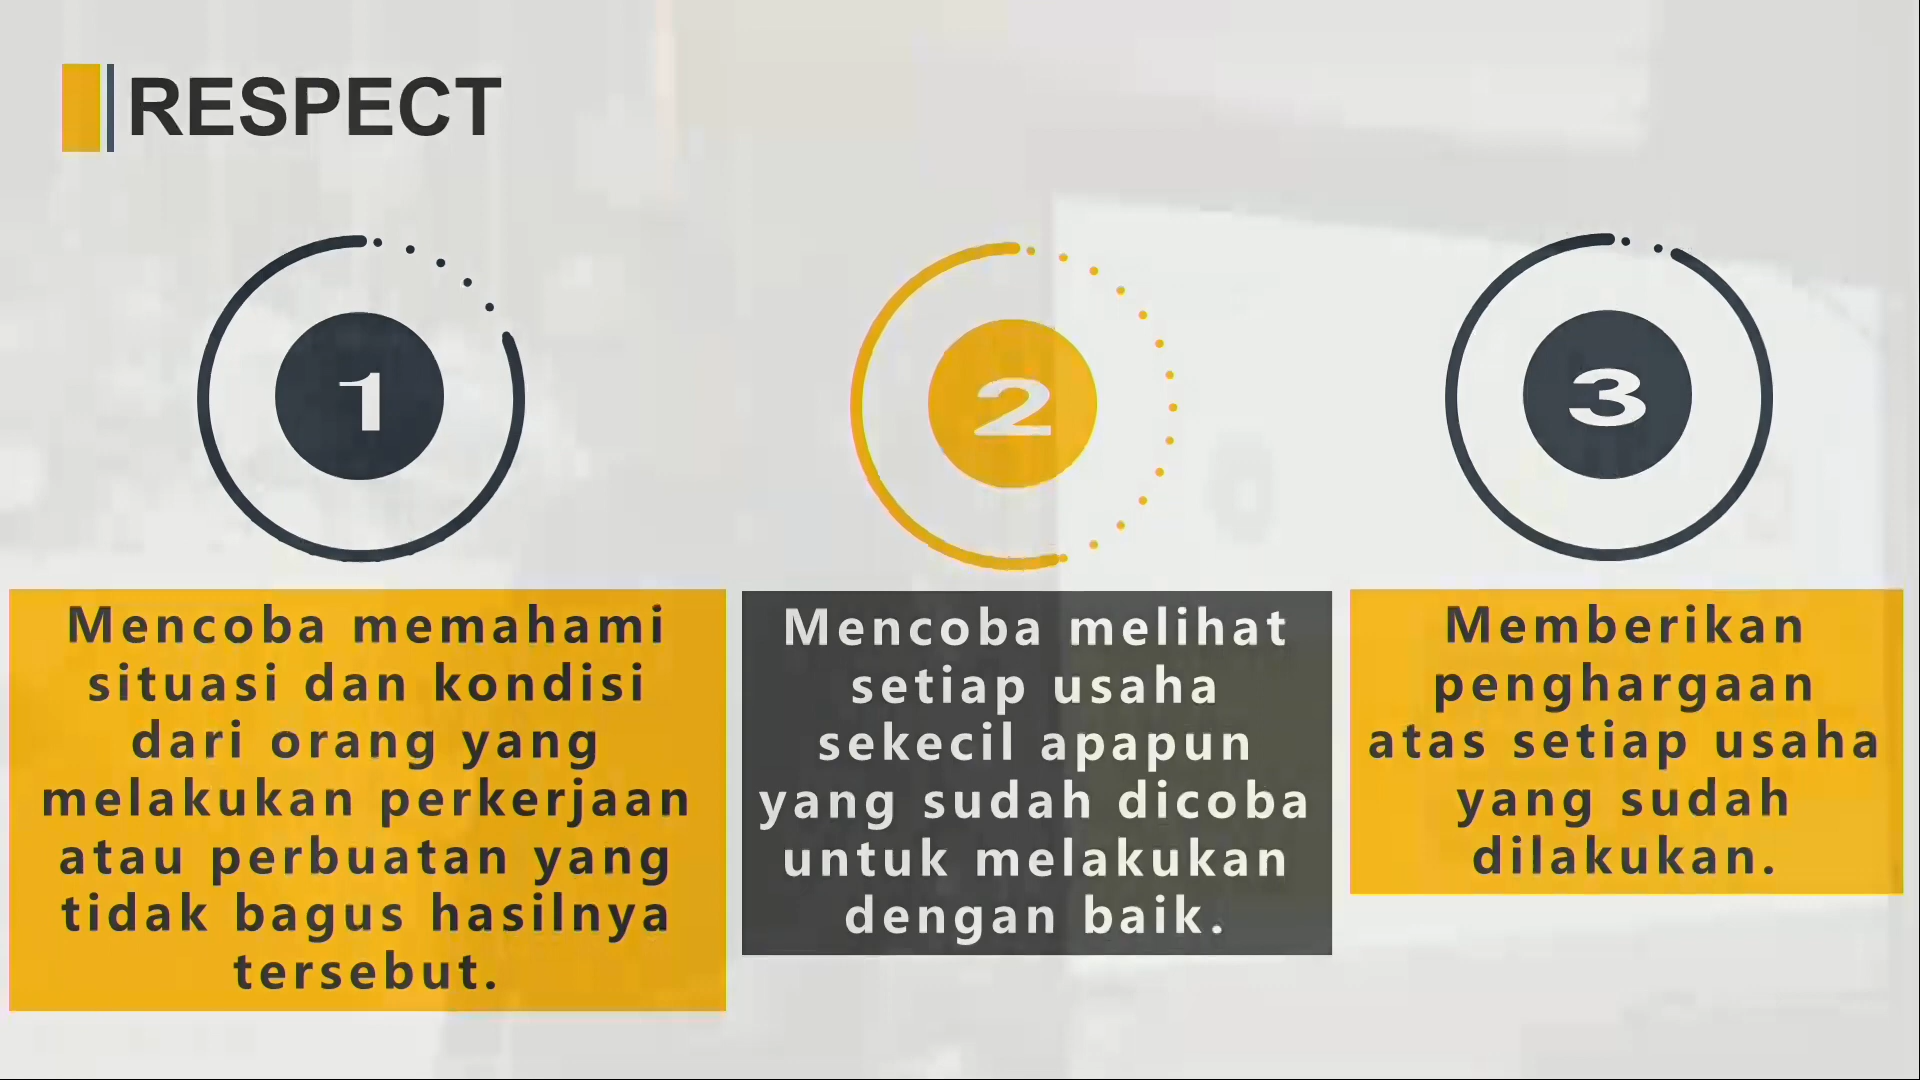 RESPECT
1
Mencoba memahami
situasi dan kondisi
dari orang yang
melakukan perkerjaan
atau perbuatan yang
tidak bagus hasilnya
tersebut.
2
Mencoba melihat
setiap usaha
sekecil apapun
yang sudah dicoba
untuk melakukan
dengan baik.
3
Memberikan
penghargaan
atas setiap usaha
yang sudah
dilakukan.